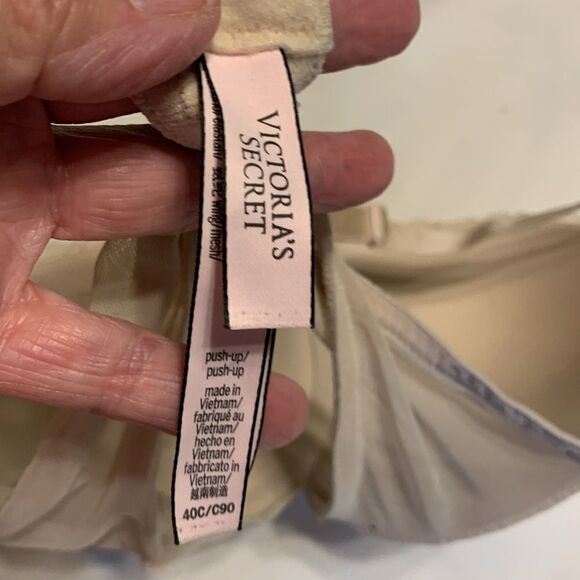 VICTORIA'S
SECRET
push-up/
push-up
made in
Vietnam/
fabriqué au
Vietnam/
hecho en
Vietnam/
fabbricato in
Vietnam/
越南制造
40C/C90